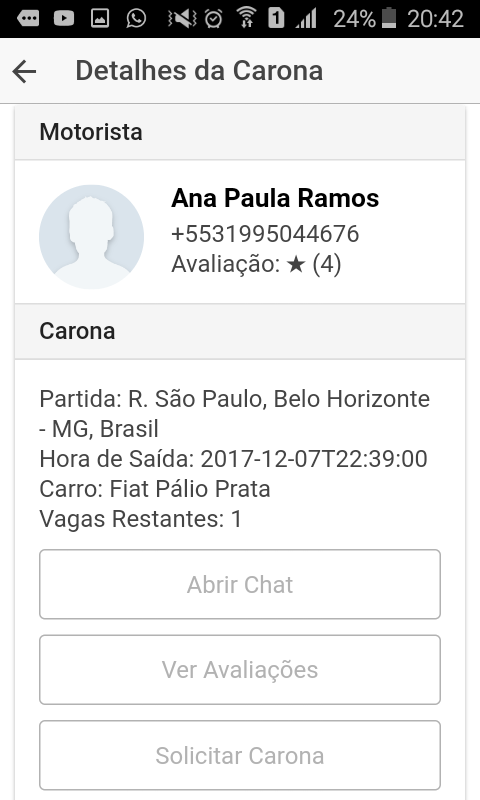 24% 20:42
Detalhes da Carona
Motorista
Ana Paula Ramos
+5531995044676
Avaliação: ★ (4)
Carona
Partida: R. São Paulo, Belo Horizonte
- MG, Brasil
Hora de Saída: 2017-12-07T22:39:00
Carro: Fiat Pálio Prata
Vagas Restantes: 1
Abrir Chat
Ver Avaliações
Solicitar Carona